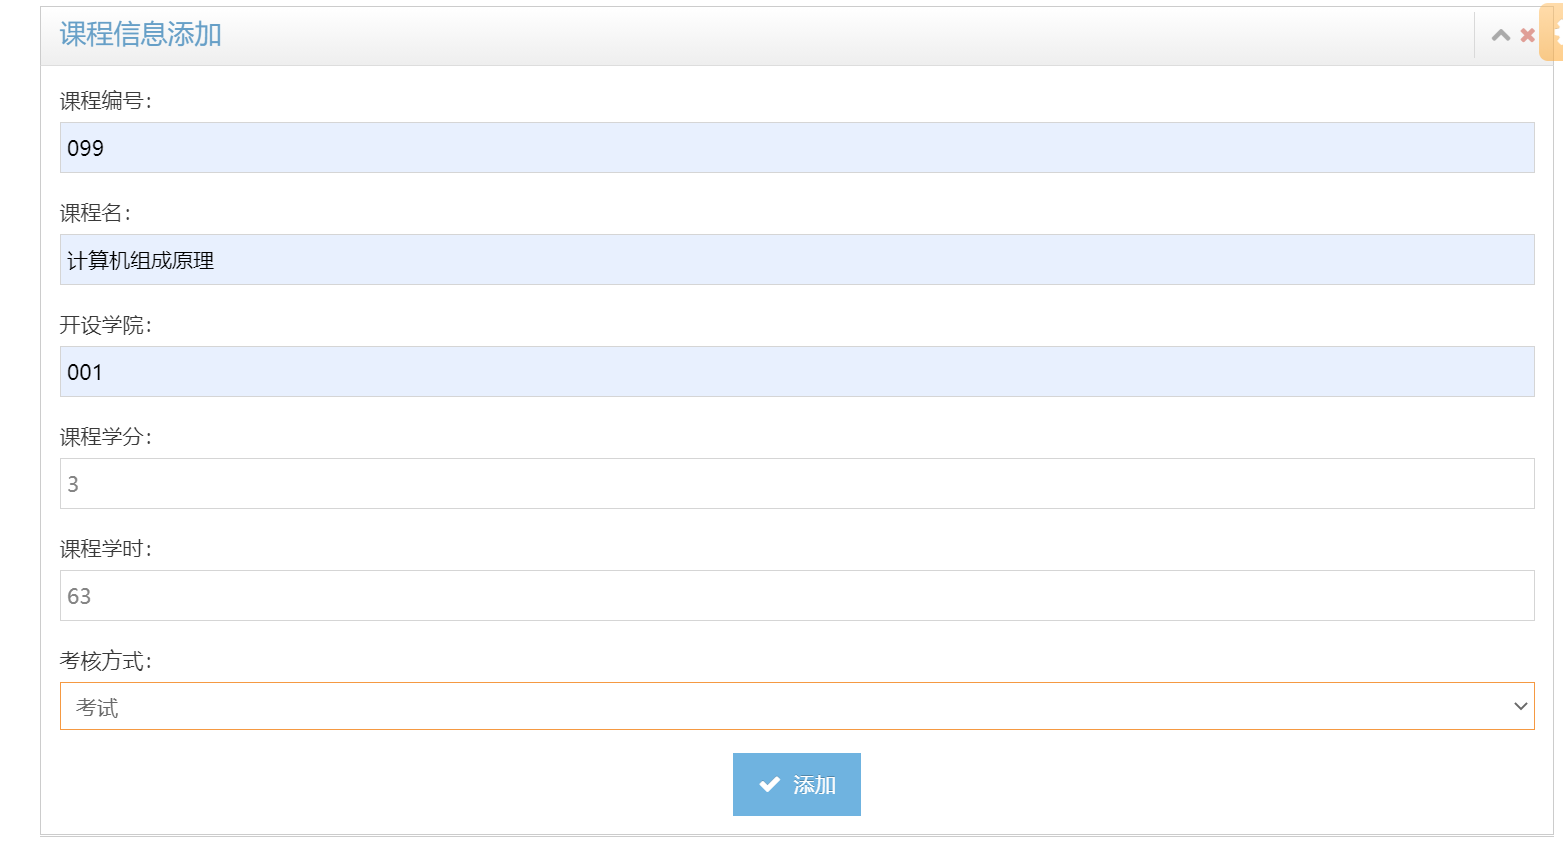 课程信息添加
课程编号：
099
课程名：
计算机组成原理
开设学院：
001
课程学分：
3
课程学时：
63
考核方式：
考试
添加